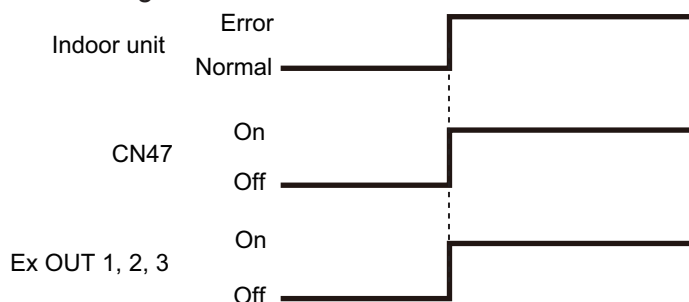 Error
Indoor unit
Normal
On
CN47
Off
On
Ex OUT 1, 2, 3
Off